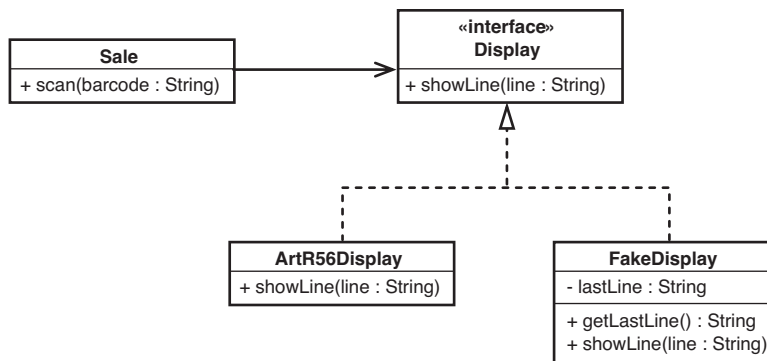 Sale
+ scan(barcode : String)
«interface»
Display
+ showLine(line : String)
ArtR56Display
+ showLine(line : String)
FakeDisplay
- lastLine : String
+ getLastLine() : String
+ showLine(line : String)